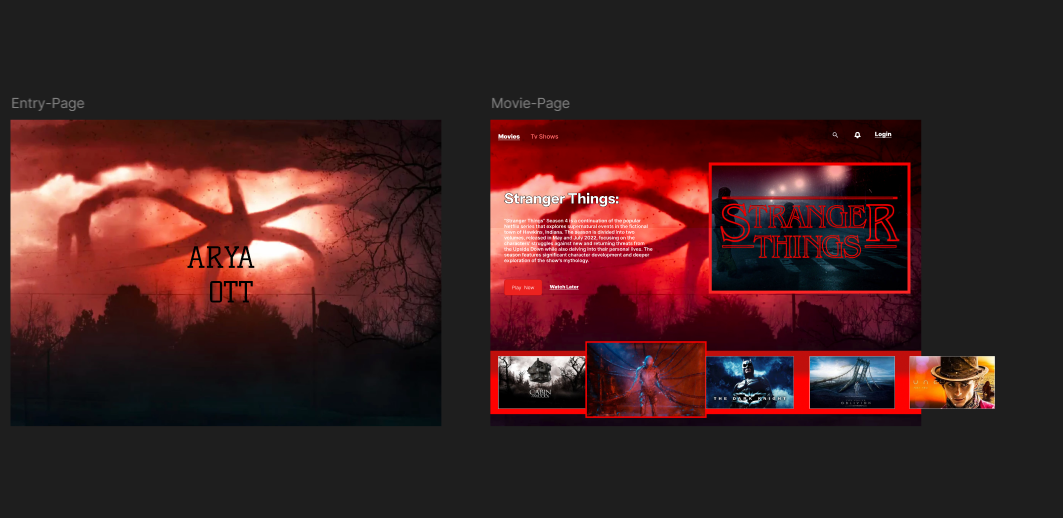 Entry-Page
ARYA
OTT
Movie-Page
Movies Tv Shows Login
Stranger Things:
"Stranger Things" Season 4 is a continuation of the popular
Netflix series that explores supernatural events in the fictional
town of Hawkins, Indiana. The season is divided into two
volumes, released in May and July 2022, focusing on the
characters' struggles against new and returning threats from
the Upside Down while also delving into their personal lives. The
season features significant character development and deeper
exploration of the show's mythology.
Play Now Watch Later
STRANGER
THINGS
CABIN
THE DARK KNIGHT
OBLIVION